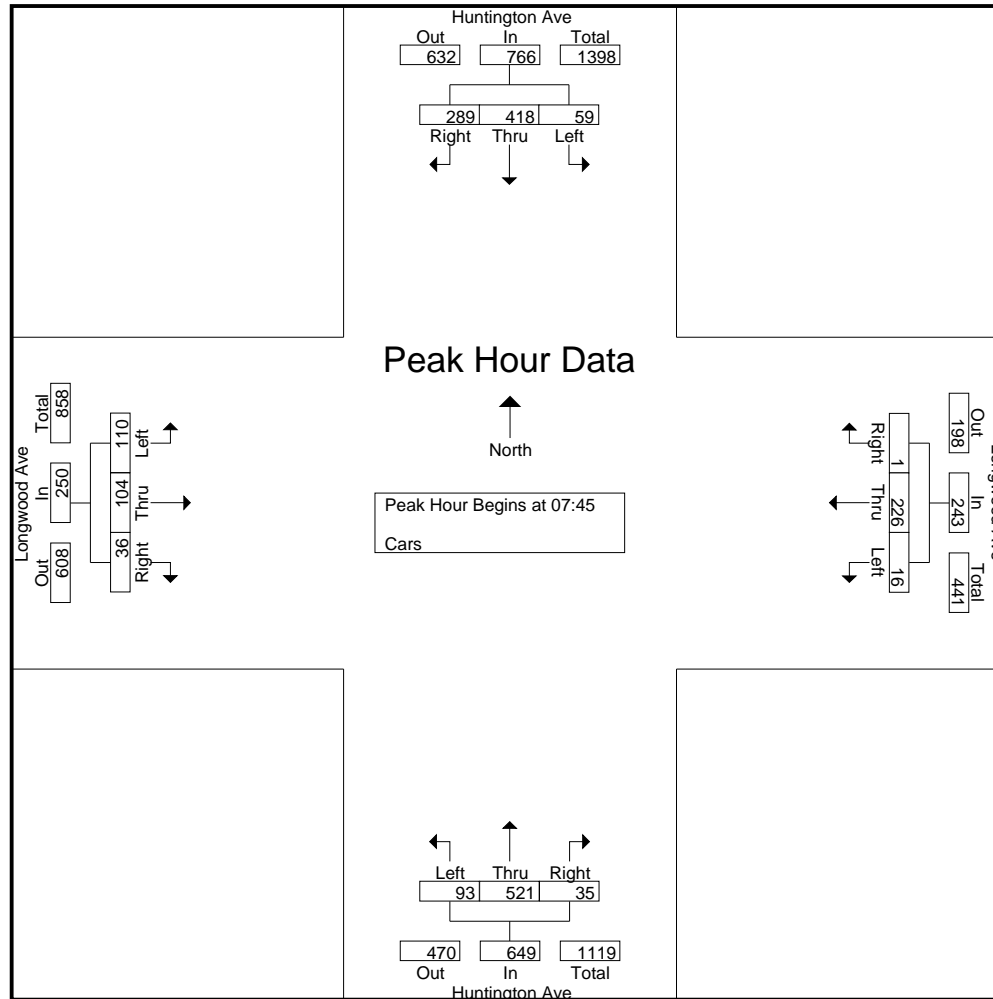 Huntington Ave
Out In Total
632 766 1398
289 418 59
Right Thru Left
Peak Hour Data
North
Peak Hour Begins at 07:45
Cars
Longwood Ave
Total In Out
858 250 608
110 104 36
Left Thru Right
Out In Total
198 243 441
Right Thru Left
1 226 16
Left Thru Right
93 521 35
470 649 1119
Out In Total
Huntington Ave